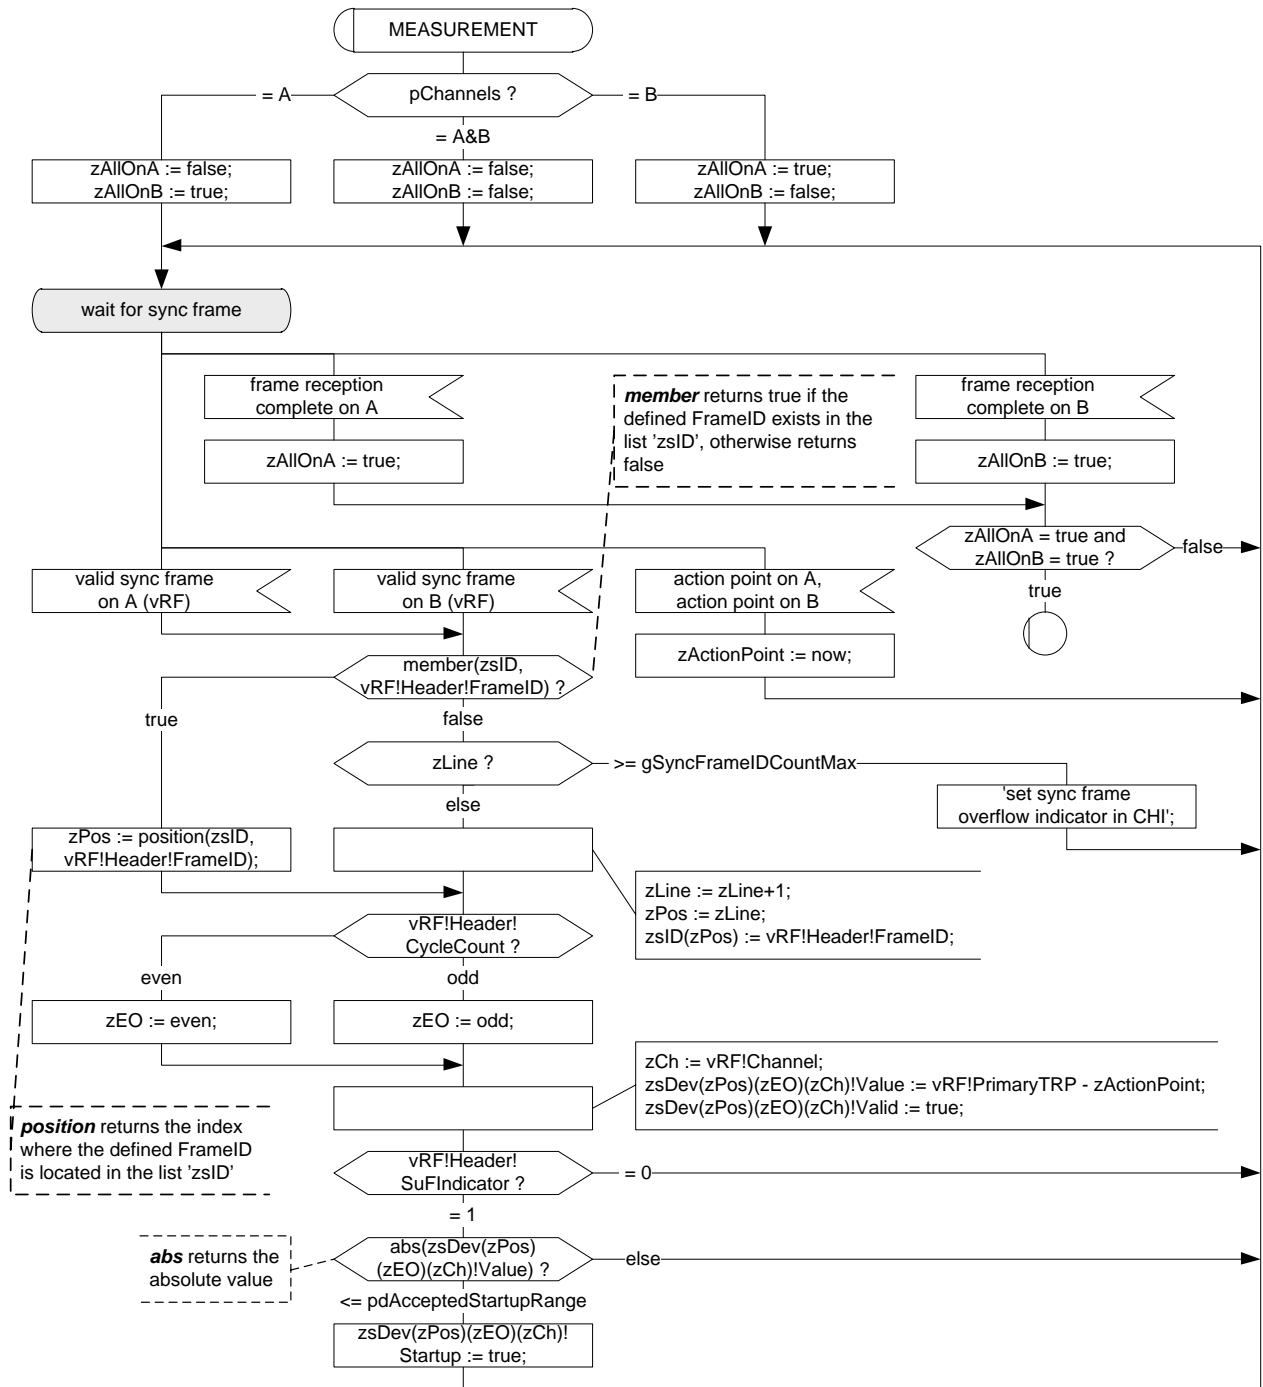 MEASUREMENT
pChannels ?
= A
= B
= A&B
zAllOnA := false;
zAllOnB := true;
zAllOnA := false;
zAllOnB := false;
zAllOnA := true;
zAllOnB := false;
wait for sync frame
frame reception
complete on A
member returns true if the
defined FrameID exists in the
list 'zsID', otherwise returns
false
frame reception
complete on B
zAllOnA := true;
zAllOnB := true;
zAllOnA = true and
zAllOnB = true ?
false
true
valid sync frame
on A (vRF)
valid sync frame
on B (vRF)
action point on A,
action point on B
zActionPoint := now;
member(zsID,
vRF!Header!FrameID) ?
true
false
zLine ?
>= gSyncFrameIDCountMax
else
'set sync frame
overflow indicator in CHI';
zPos := position(zsID,
vRF!Header!FrameID);
zLine := zLine+1;
zPos := zLine;
zsID(zPos) := vRF!Header!FrameID;
vRF!Header!
CycleCount ?
even
odd
zEO := even;
zEO := odd;
zCh := vRF!Channel;
zsDev(zPos)(zEO)(zCh)!Value := vRF!PrimaryTRP - zActionPoint;
zsDev(zPos)(zEO)(zCh)!Valid := true;
position returns the index
where the defined FrameID
is located in the list 'zsID'
vRF!Header!
SuFIndicator ?
= 0
= 1
abs returns the
absolute value
abs(zsDev(zPos)
(zEO)(zCh)!Value) ?
else
<= pdAcceptedStartupRange
zsDev(zPos)(zEO)(zCh)!
Startup := true;